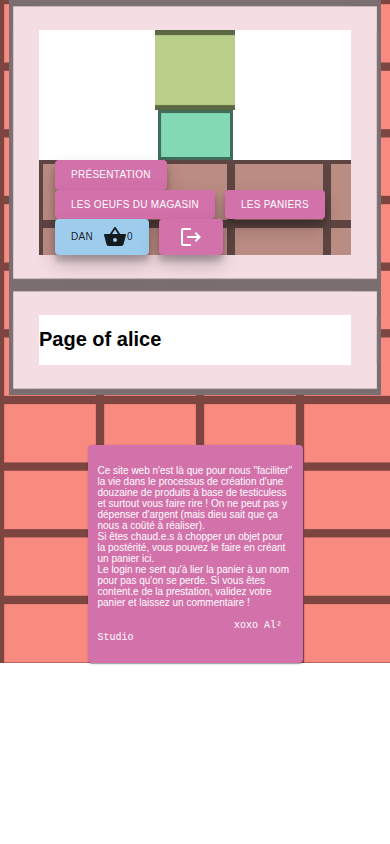 PRÉSENTATION
LES OEUFS DU MAGASIN
LES PANIERS
DAN 0
Page of alice
Ce site web n'est là que pour nous "faciliter"
la vie dans le processus de création d'une
douzaine de produits à base de testicules​s
et surtout vous faire rire ! On ne peut pas y
dépenser d'argent (mais dieu sait que ça
nous a coûté à réaliser).
Si êtes chaud.e.s à chopper un objet pour
la postérité, vous pouvez le faire en créant
un panier ici.
Le login ne sert qu'à lier la panier à un nom
pour pas qu'on se perde. Si vous êtes
content.e de la prestation, validez votre
panier et laissez un commentaire !
xoxo Al²
Studio